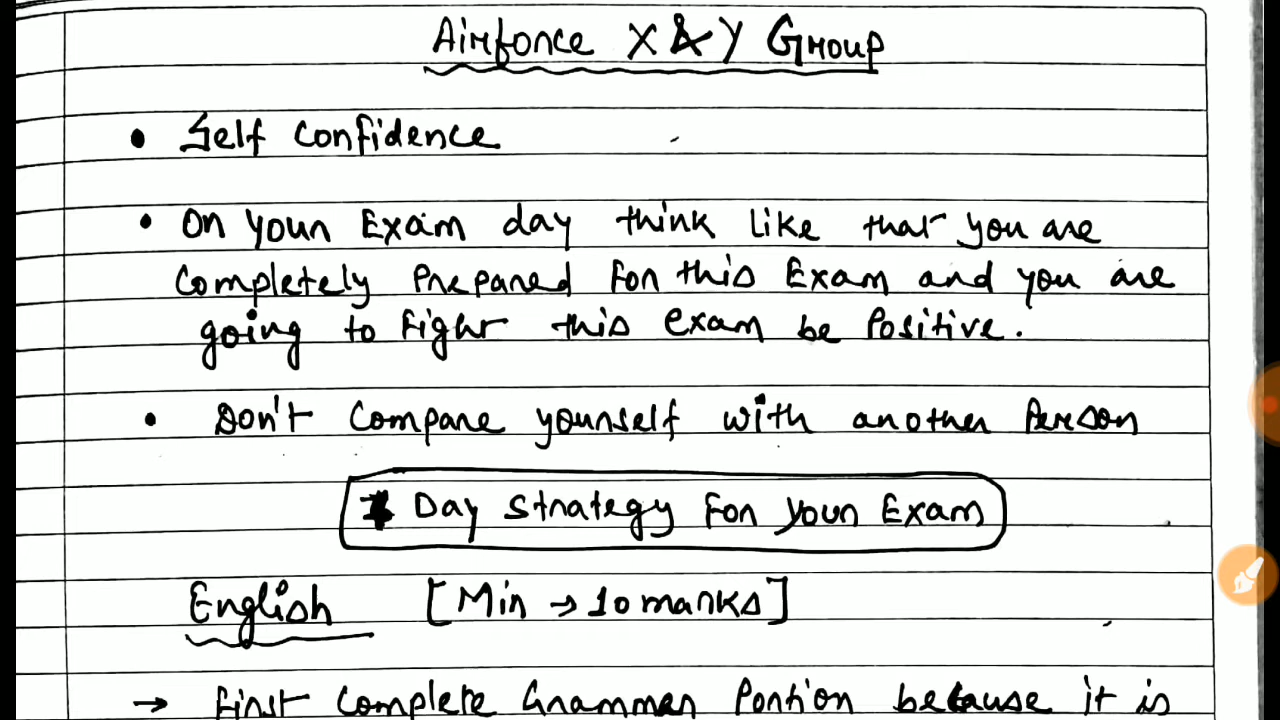 Airforce X & Y Group
• Self confidence
• On your Exam day think like that you are
completely prepared for this Exam and you are
going to Fight this exam be Positive.
• Don't compare yourself with another Person
Day strategy For your Exam
English [Min → 10 marks]
→ First complete Grammer Portion because it is